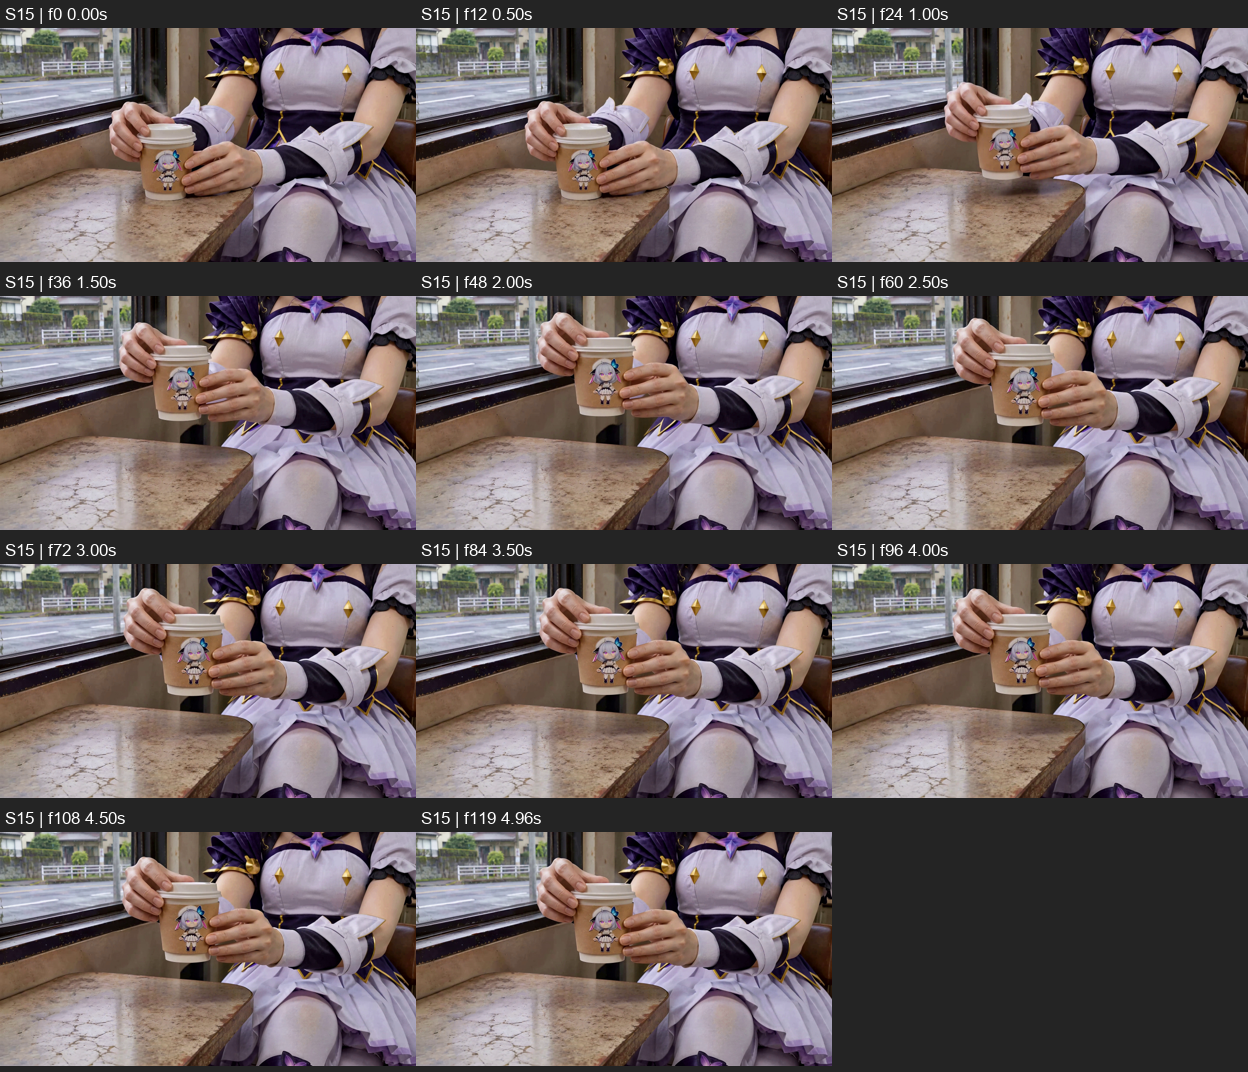 S15 | f0 0.00s
S15 | f12 0.50s
S15 | f24 1.00s
S15 | f36 1.50s
S15 | f48 2.00s
S15 | f60 2.50s
S15 | f72 3.00s
S15 | f84 3.50s
S15 | f96 4.00s
S15 | f108 4.50s
S15 | f119 4.96s